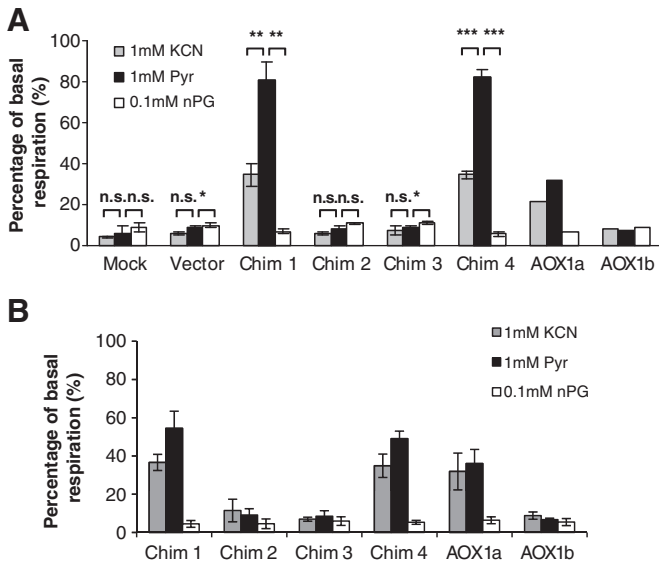 A
Percentage of basal
respiration (%)
100
80
60
40
20
0
1mM KCN
1mM Pyr
0.1mM nPG
n.s. n.s.
n.s. *
** **
n.s. n.s.
n.s. *
*** ***
Mock Vector Chim 1 Chim 2 Chim 3 Chim 4 AOX1a AOX1b
B
Percentage of basal
respiration (%)
100
80
60
40
20
0
1mM KCN
1mM Pyr
0.1mM nPG
Chim 1 Chim 2 Chim 3 Chim 4 AOX1a AOX1b